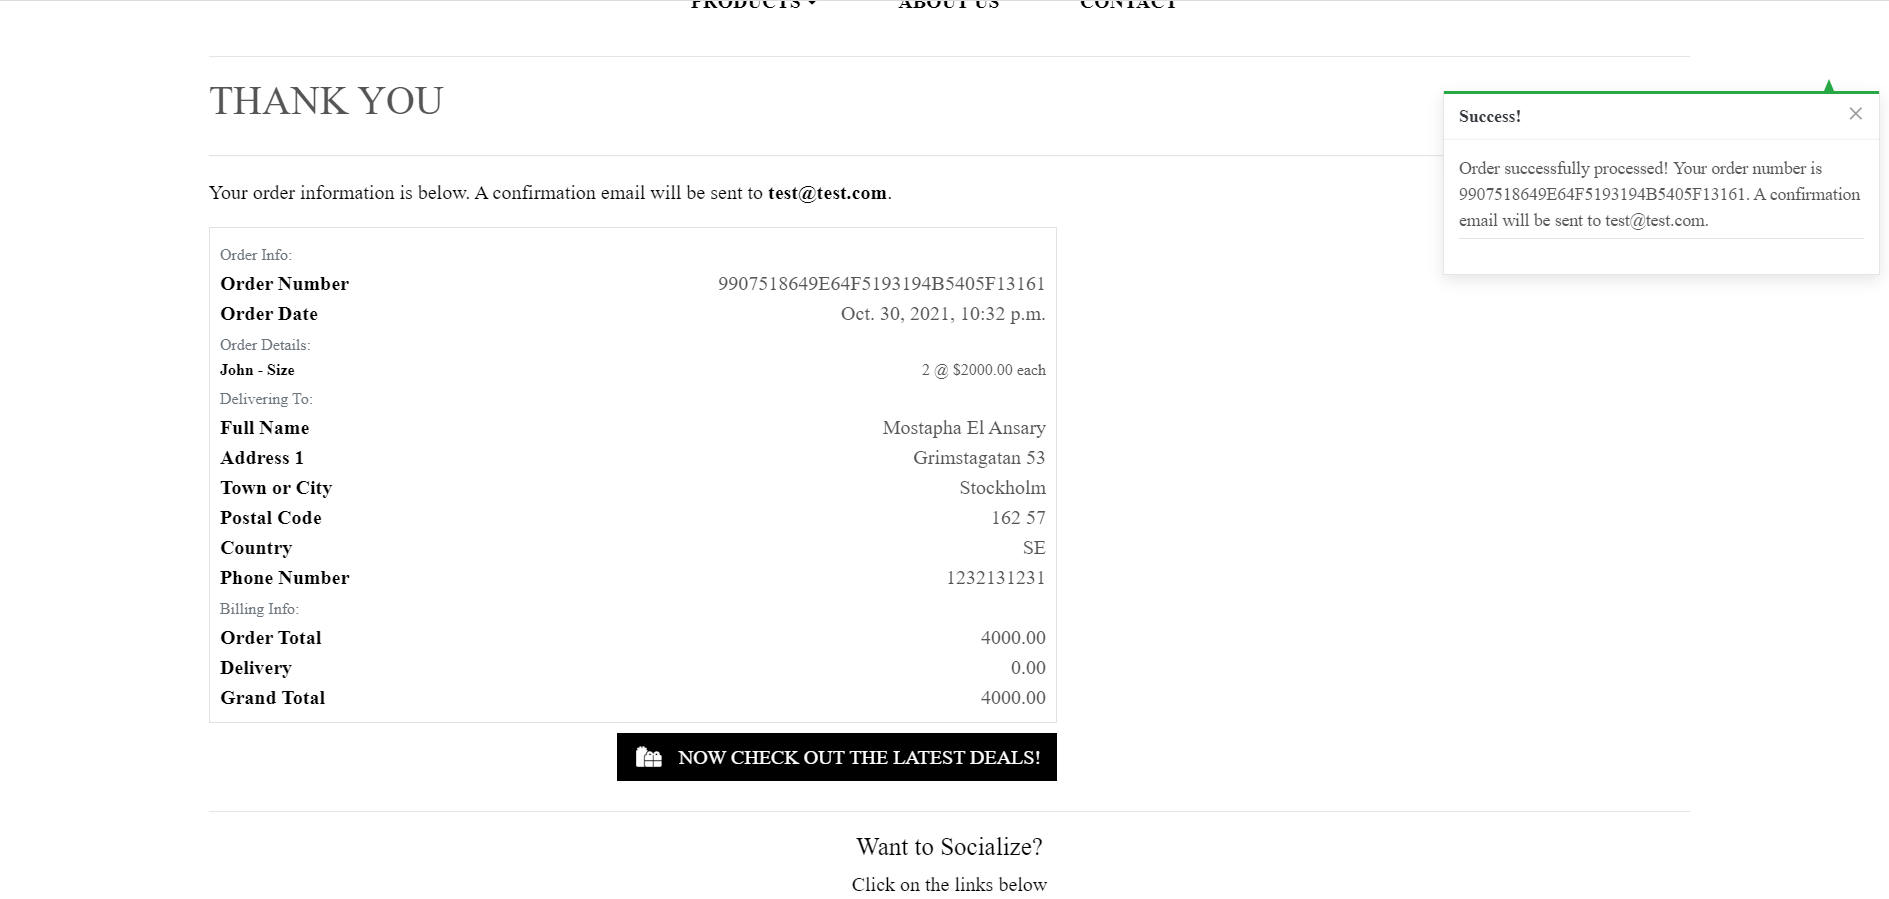 PRODUCTS ABOUT US CONTACT
THANK YOU
Success!
Order successfully processed! Your order number is
9907518649E64F5193194B5405F13161. A confirmation
email will be sent to test@test.com.
Your order information is below. A confirmation email will be sent to test@test.com.
Order Info:
Order Number 9907518649E64F5193194B5405F13161
Order Date Oct. 30, 2021, 10:32 p.m.
Order Details:
John - Size 2 @ $2000.00 each
Delivering To:
Full Name Mostapha El Ansary
Address 1 Grimstagatan 53
Town or City Stockholm
Postal Code 162 57
Country SE
Phone Number 1232131231
Billing Info:
Order Total 4000.00
Delivery 0.00
Grand Total 4000.00
NOW CHECK OUT THE LATEST DEALS!
Want to Socialize?
Click on the links below